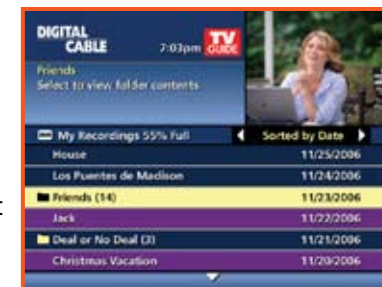 DIGITAL
CABLE
7:03pm
TV
GUIDE
Friends
Select to view folder contents
My Recordings 55% Full
Sorted by Date
House 11/25/2006
Los Puentes de Madison 11/24/2006
Friends (14) 11/23/2006
Jack 11/22/2006
Deal or No Deal (3) 11/21/2006
Christmas Vacation 11/20/2006